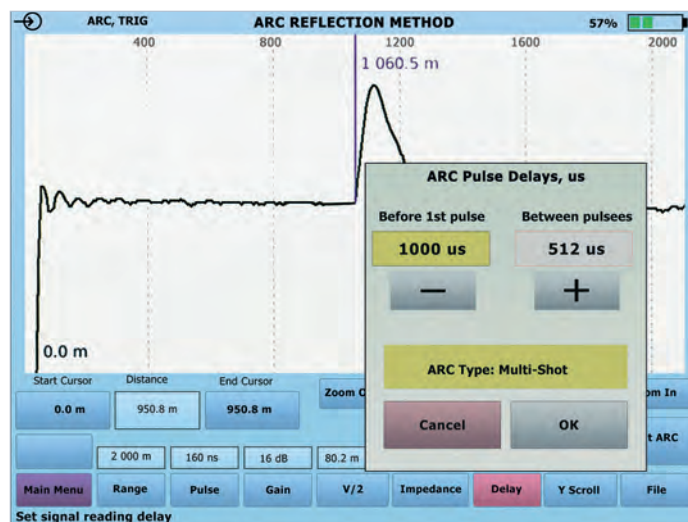 ARC, TRIG
ARC REFLECTION METHOD
57%
400
800
1200
1600
2000
1 060.5 m
ARC Pulse Delays, us
Before 1st pulse
Between pulsees
1000 us
512 us
−
+
ARC Type: Multi-Shot
Cancel
OK
0.0 m
Start Cursor
Distance
End Cursor
0.0 m
950.8 m
950.8 m
Zoom
om In
t ARC
2 000 m
160 ns
16 dB
80.2 m
Main Menu
Range
Pulse
Gain
V/2
Impedance
Delay
Y Scroll
File
Set signal reading delay